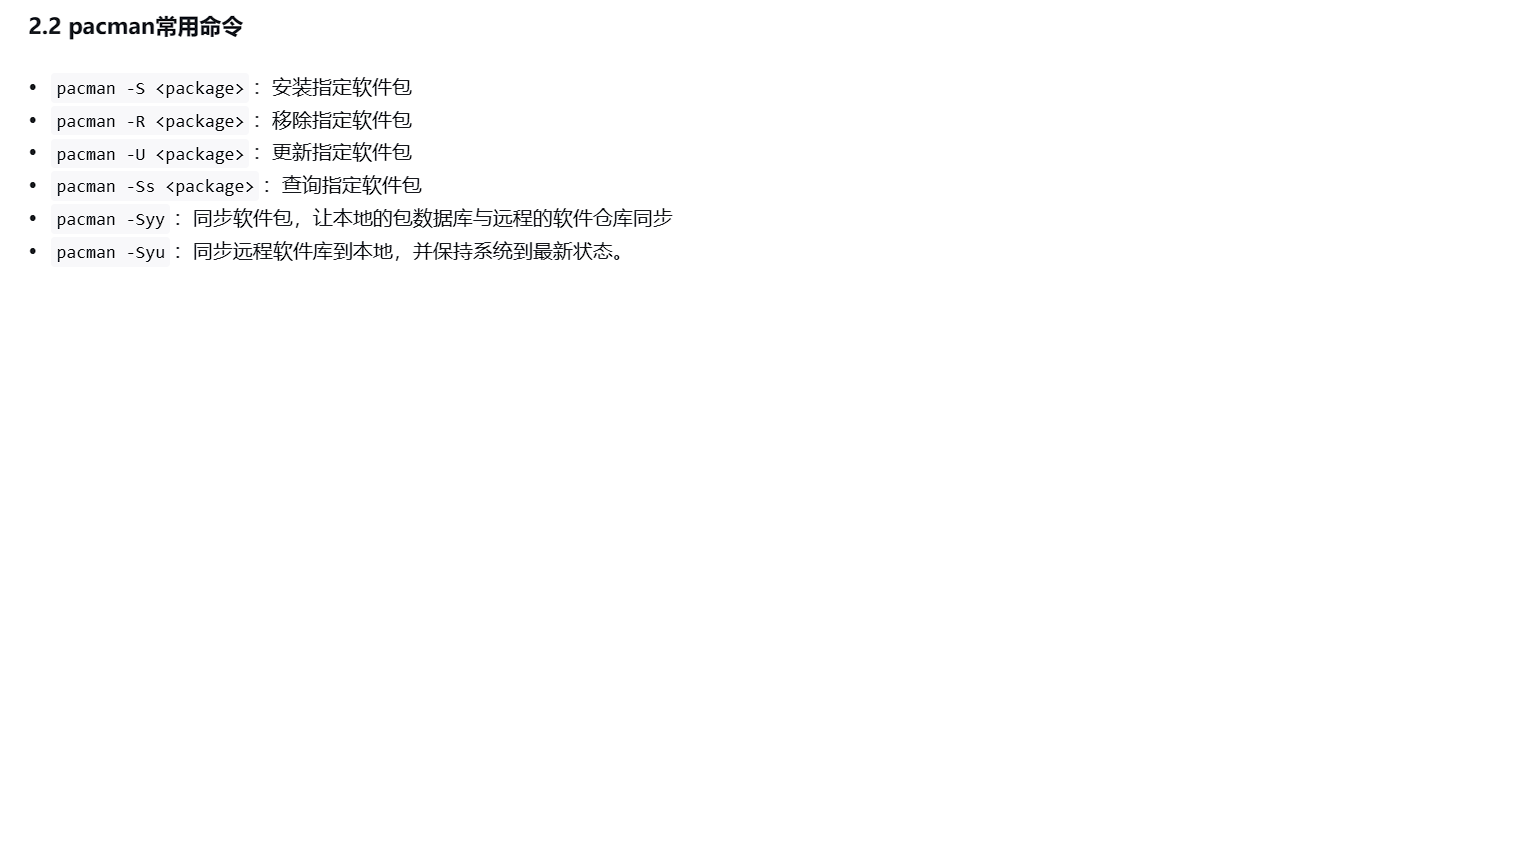 2.2 pacman常用命令
• pacman -S <package> ：安装指定软件包
• pacman -R <package> ：移除指定软件包
• pacman -U <package> ：更新指定软件包
• pacman -Ss <package> ：查询指定软件包
• pacman -Syy ：同步软件包，让本地的包数据库与远程的软件仓库同步
• pacman -Syu ：同步远程软件库到本地，并保持系统到最新状态。